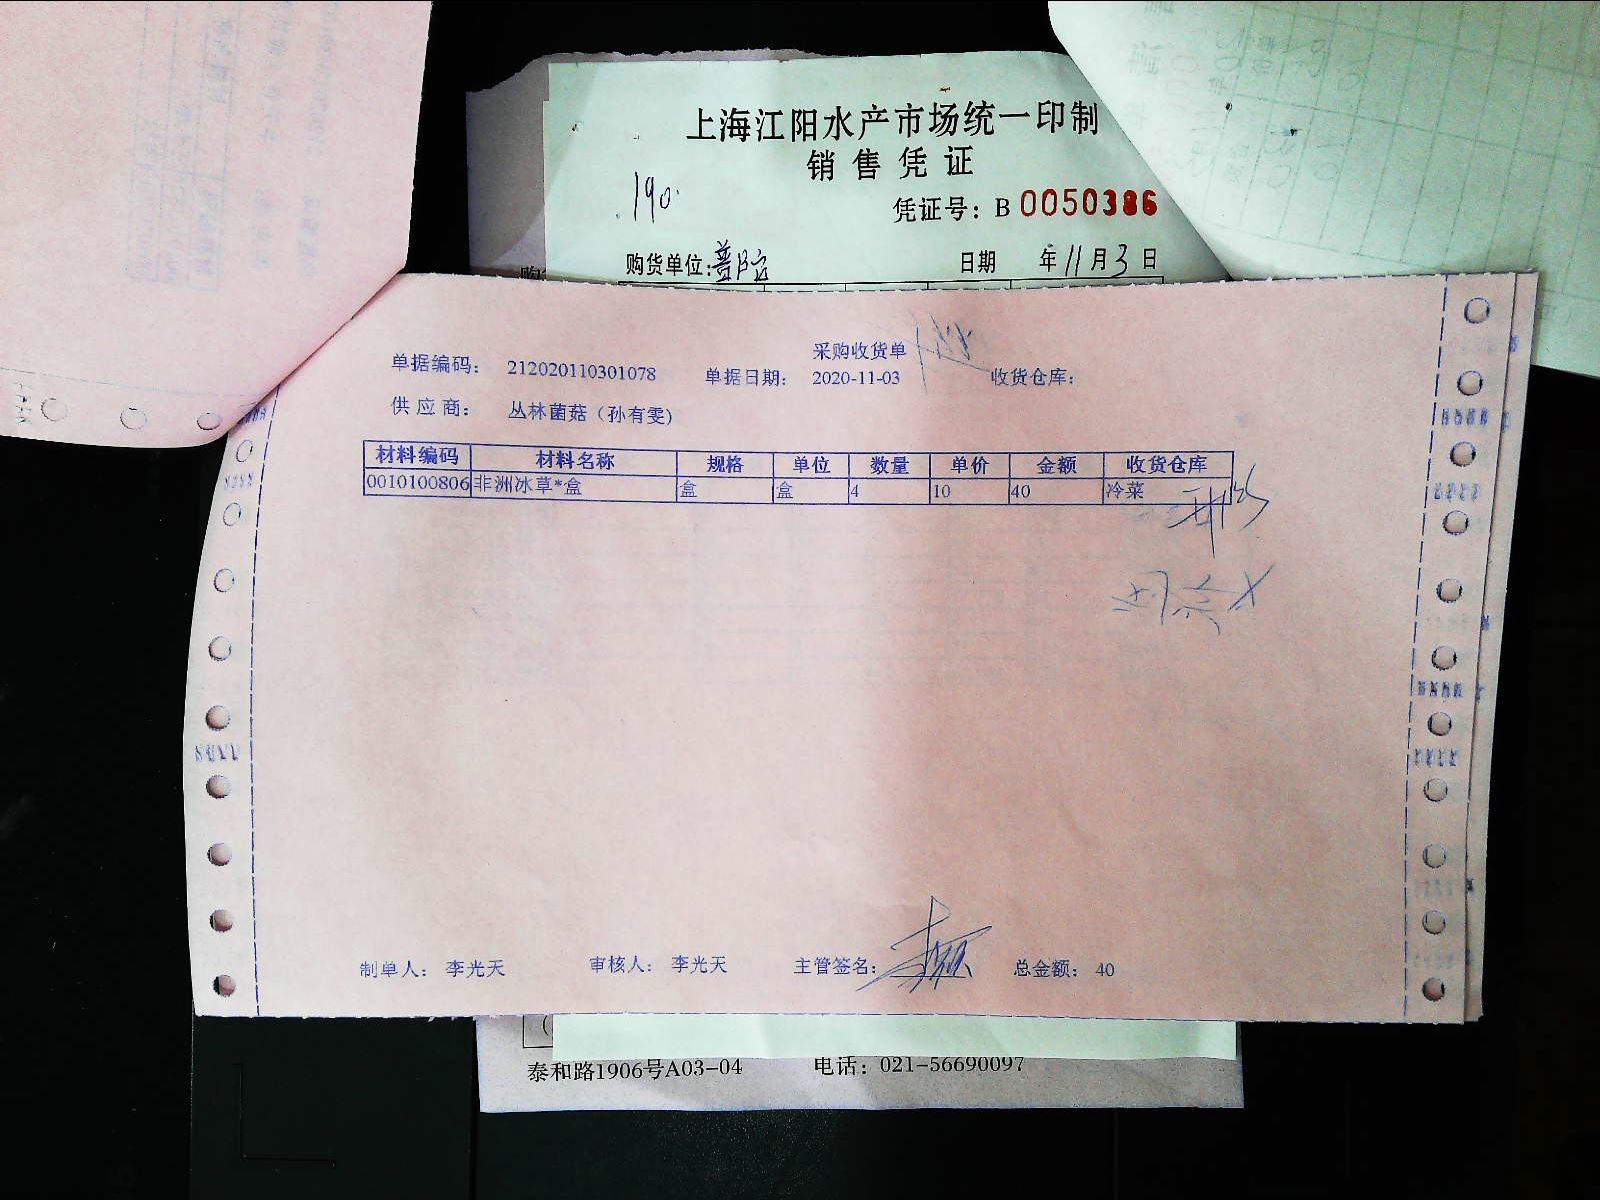 上海江阳水产市场统一印制
销售凭证
190
凭证号：B 0050386
购货单位：普陀店 日期 年11月3日
采购收货单
单据编码： 212020110301078 单据日期： 2020-11-03 收货仓库：
供应商： 丛林菌菇（孙有雯）
材料编码 材料名称 规格 单位 数量 单价 金额 收货仓库
0010100806 非洲冰草*盒 盒 盒 4 10 40 冷菜
制单人： 李光天 审核人： 李光天 主管签名： 总金额： 40
泰和路1906号A03-04 电话：021-56690097